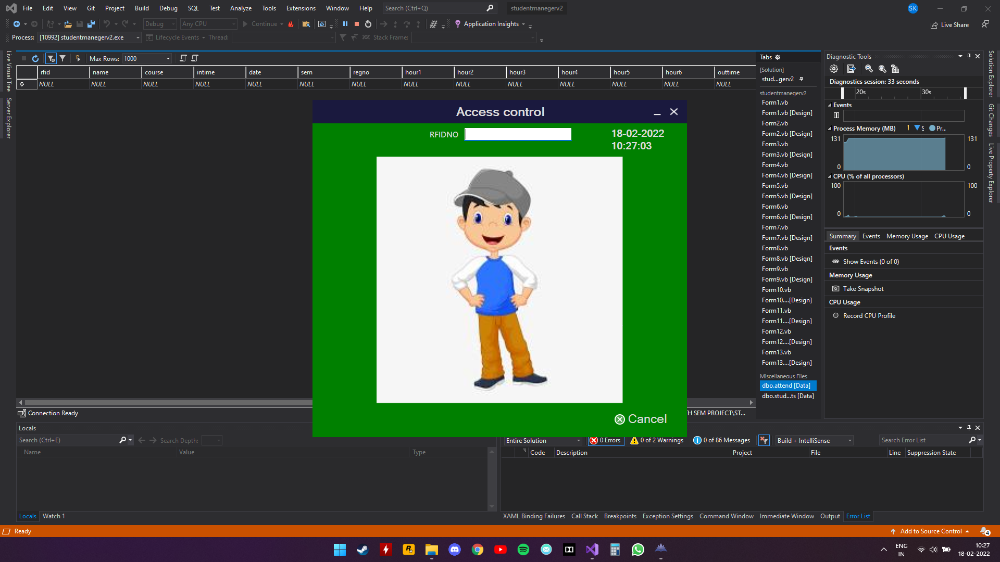 File Edit View Git Project Build Debug SQL Test Analyze Tools Extensions Window Help Search (Ctrl+Q) studentmanegerv2 SK
Debug Any CPU Continue Application Insights Live Share
Process: [10992] studentmanegerv2.exe Lifecycle Events Thread: Stack Frame:
Live Visual Tree
Server Explorer
Max Rows: 1000
rfid name course intime date sem regno hour1 hour2 hour3 hour4 hour5 hour6 outtime
NULL NULL NULL NULL NULL NULL NULL NULL NULL NULL NULL NULL NULL NULL
Access control
RFIDNO
18-02-2022
10:27:03
Cancel
Connection Ready
TH SEM PROJECT\ST...
Tabs
[Solution]
stud...gerv2
studentmanegerv2
Form1.vb
Form1.vb [Design]
Form2.vb
Form2.vb [Design]
Form3.vb
Form3.vb [Design]
Form4.vb
Form4.vb [Design]
Form5.vb
Form5.vb [Design]
Form6.vb
Form6.vb [Design]
Form7.vb
Form7.vb [Design]
Form8.vb
Form8.vb [Design]
Form9.vb
Form9.vb [Design]
Form10.vb
Form10....[Design]
Form11.vb
Form11....[Design]
Form12.vb
Form12....[Design]
Form13.vb
Form13....[Design]
Miscellaneous Files
dbo.attend [Data]
dbo.stud...ts [Data]
Diagnostic Tools
Diagnostics session: 33 seconds
20s 30s
Events
Process Memory (MB) S Pr...
131 131
0 0
CPU (% of all processors)
100 100
0 0
Summary Events Memory Usage CPU Usage
Events
Show Events (0 of 0)
Memory Usage
Take Snapshot
CPU Usage
Record CPU Profile
Solution Explorer
Git Changes
Live Property Explorer
Locals
Search (Ctrl+E) Search Depth:
Name Value Type
Locals Watch 1
Entire Solution 0 Errors 0 of 2 Warnings 0 of 86 Messages Build + IntelliSense Search Error List
Code Description Project File Line Suppression State
XAML Binding Failures Call Stack Breakpoints Exception Settings Command Window Immediate Window Output Error List
Ready Add to Source Control 4
ENG
IN
10:27
18-02-2022